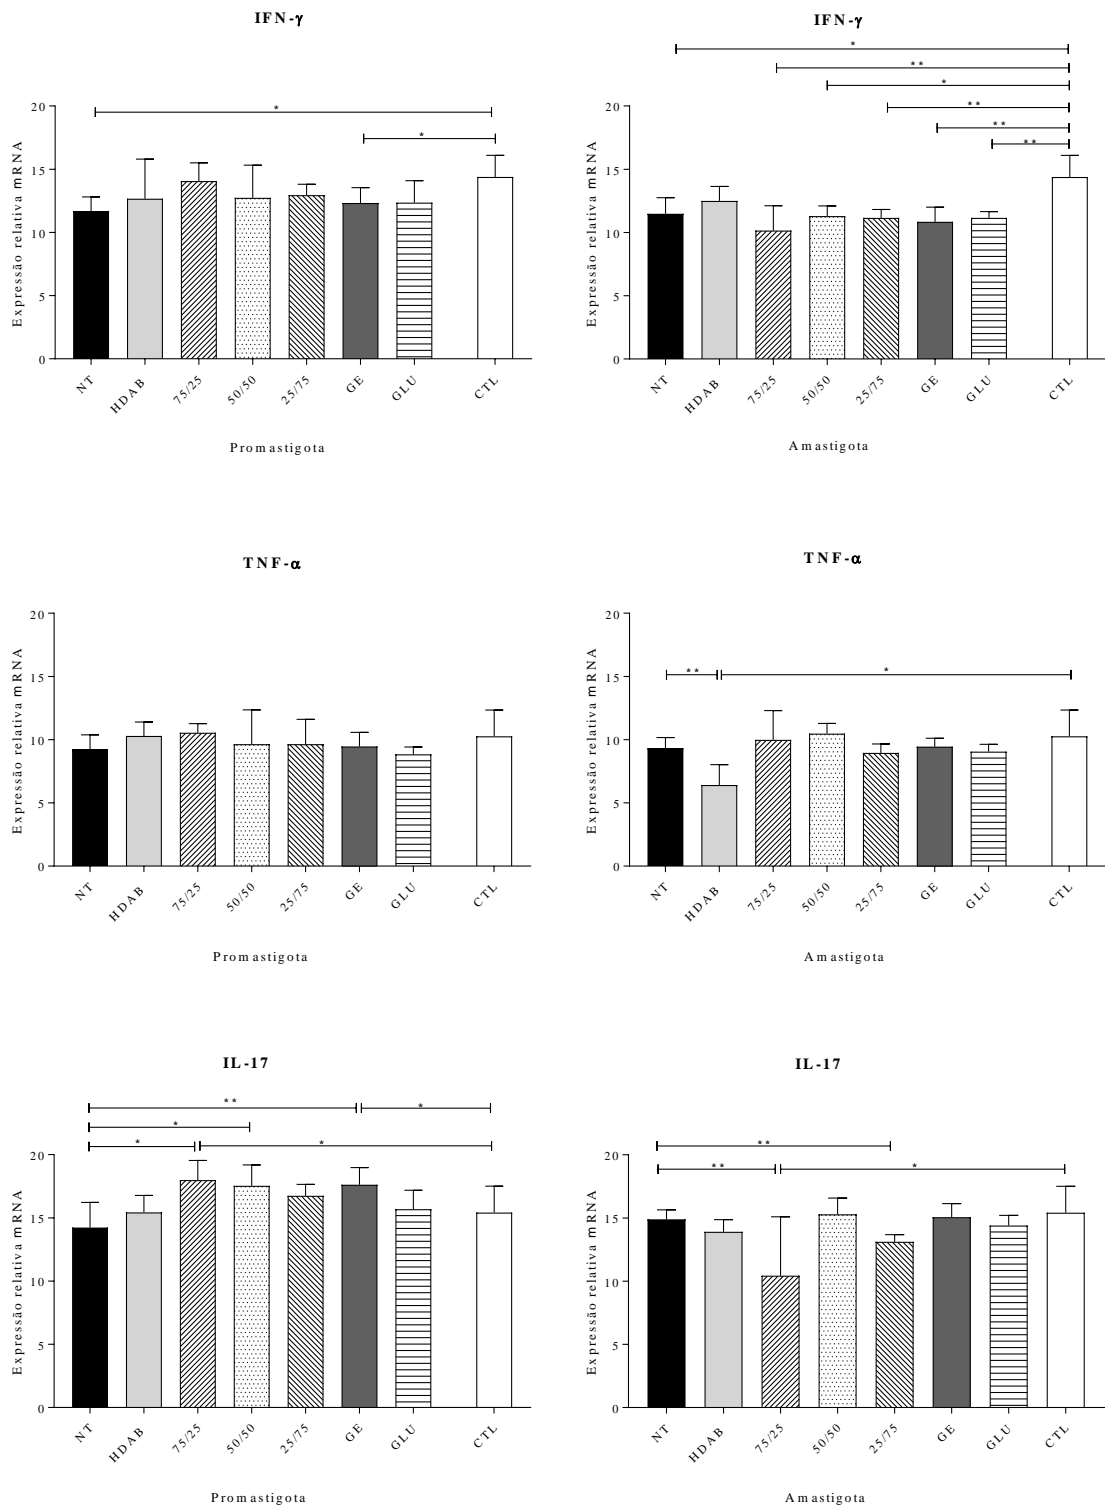 IFN-γ
*
*
Expressão relativa mRNA
20
15
10
5
0
NT
HDAB
75/25
50/50
25/75
GE
GLU
CTL
Promastigota
IFN-γ
*
**
*
**
**
**
Expressão relativa mRNA
20
15
10
5
0
NT
HDAB
75/25
50/50
25/75
GE
GLU
CTL
Amastigota
TNF-α
Expressão relativa mRNA
20
15
10
5
0
NT
HDAB
75/25
50/50
25/75
GE
GLU
CTL
Promastigota
TNF-α
**
*
Expressão relativa mRNA
20
15
10
5
0
NT
HDAB
75/25
50/50
25/75
GE
GLU
CTL
Amastigota
IL-17
**
*
*
*
*
Expressão relativa mRNA
20
15
10
5
0
NT
HDAB
75/25
50/50
25/75
GE
GLU
CTL
Promastigota
IL-17
**
**
*
Expressão relativa mRNA
20
15
10
5
0
NT
HDAB
75/25
50/50
25/75
GE
GLU
CTL
Amastigota